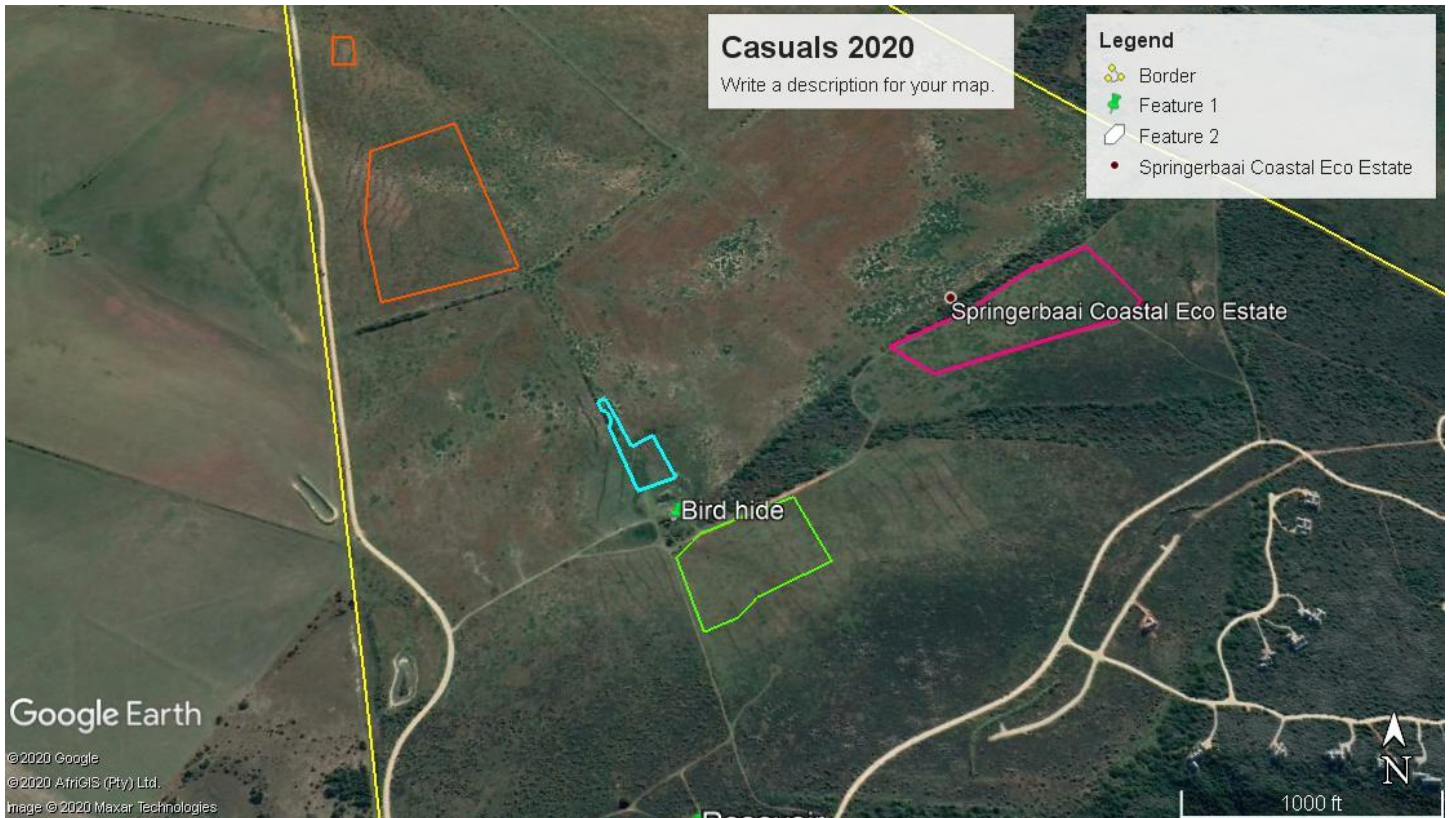 Casuals 2020
Write a description for your map.
Legend
Border
Feature 1
Feature 2
Springerbaai Coastal Eco Estate
Springerbaai Coastal Eco Estate
Bird hide
Google Earth
©2020 Google
©2020 AfriGIS (Pty) Ltd.
Image © 2020 Maxar Technologies
N
1000 ft